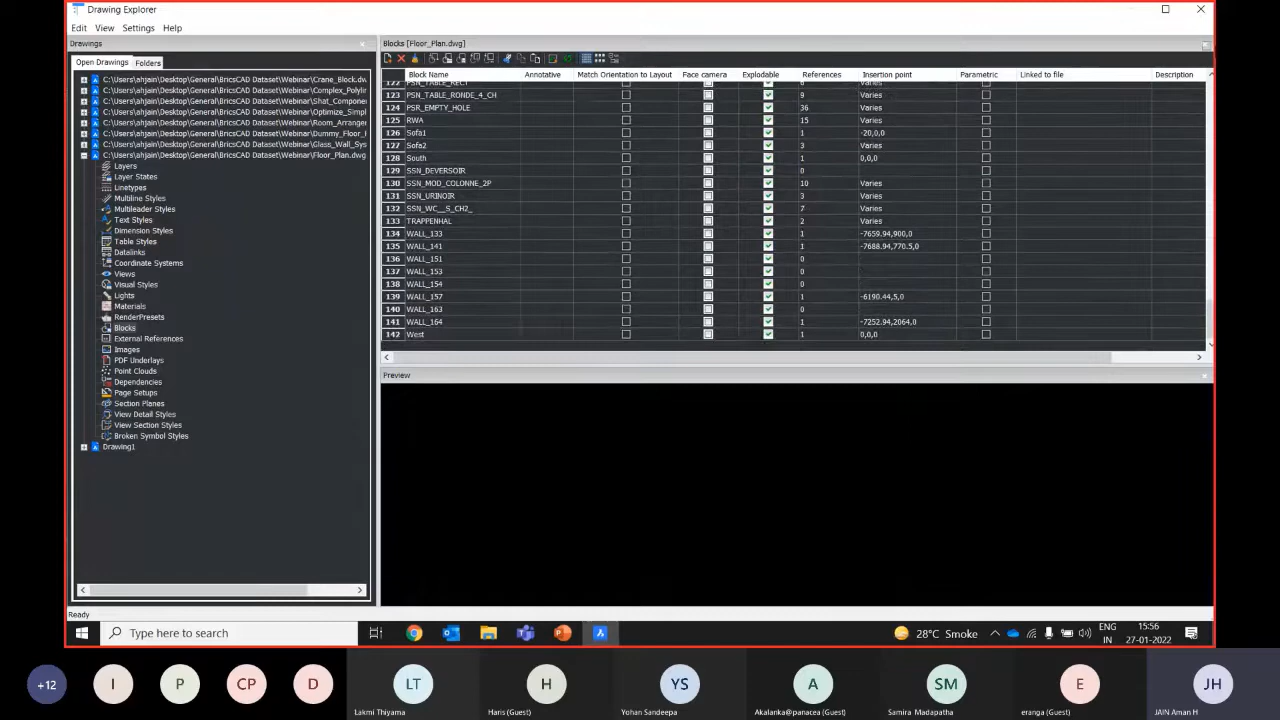 Drawing Explorer
Edit View Settings Help
Drawings
Blocks [Floor_Plan.dwg]
Open Drawings Folders
C:\Users\ahjain\Desktop\General\BricsCAD Dataset\Webinar\Crane_Block.dw
C:\Users\ahjain\Desktop\General\BricsCAD Dataset\Webinar\Complex_Polylin
C:\Users\ahjain\Desktop\General\BricsCAD Dataset\Webinar\Shat_Componen
C:\Users\ahjain\Desktop\General\BricsCAD Dataset\Webinar\Optimize_Simpl
C:\Users\ahjain\Desktop\General\BricsCAD Dataset\Webinar\Room_Arranger
C:\Users\ahjain\Desktop\General\BricsCAD Dataset\Webinar\Dummy_Floor_P
C:\Users\ahjain\Desktop\General\BricsCAD Dataset\Webinar\Glass_Wall_Sys
C:\Users\ahjain\Desktop\General\BricsCAD Dataset\Webinar\Floor_Plan.dwg
Layers
Layer States
Linetypes
Multiline Styles
Multileader Styles
Text Styles
Dimension Styles
Table Styles
Datalinks
Coordinate Systems
Views
Visual Styles
Lights
Materials
RenderPresets
Blocks
External References
Images
PDF Underlays
Point Clouds
Dependencies
Page Setups
Section Planes
View Detail Styles
View Section Styles
Broken Symbol Styles
Drawing1
Block Name Annotative Match Orientation to Layout Face camera Explodable References Insertion point Parametric Linked to file Description
122 PSN_TABLE_RECT 6 Varies
123 PSN_TABLE_RONDE_4_CH 9 Varies
124 PSR_EMPTY_HOLE 36 Varies
125 RWA 15 Varies
126 Sofa1 1 -20,0,0
127 Sofa2 3 Varies
128 South 1 0,0,0
129 SSN_DEVERSOIR 0
130 SSN_MOD_COLONNE_2P 10 Varies
131 SSN_URINOIR 3 Varies
132 SSN_WC__S_CH2_ 7 Varies
133 TRAPPENHAL 2 Varies
134 WALL_133 1 -7659.94,900,0
135 WALL_141 1 -7688.94,770.5,0
136 WALL_151 0
137 WALL_153 0
138 WALL_154 0
139 WALL_157 1 -6190.44,5,0
140 WALL_163 0
141 WALL_164 1 -7252.94,2064,0
142 West 1 0,0,0
Preview
Ready
Type here to search
28°C Smoke
ENG
IN
15:56
27-01-2022
+12 I P CP D LT H YS A SM E JH
Lakmi Thiyama Haris (Guest) Yohan Sandeepa Akalanka@panacea (Guest) Samira Madapatha eranga (Guest) JAIN Aman H